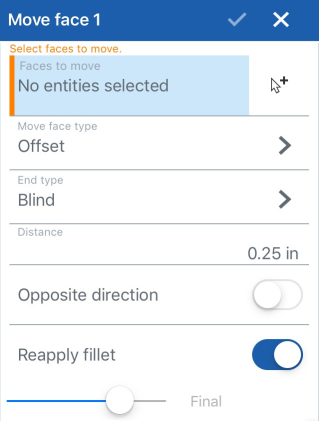 Move face 1
Select faces to move.
Faces to move
No entities selected
Move face type
Offset
End type
Blind
Distance
0.25 in
Opposite direction
Reapply fillet
Final